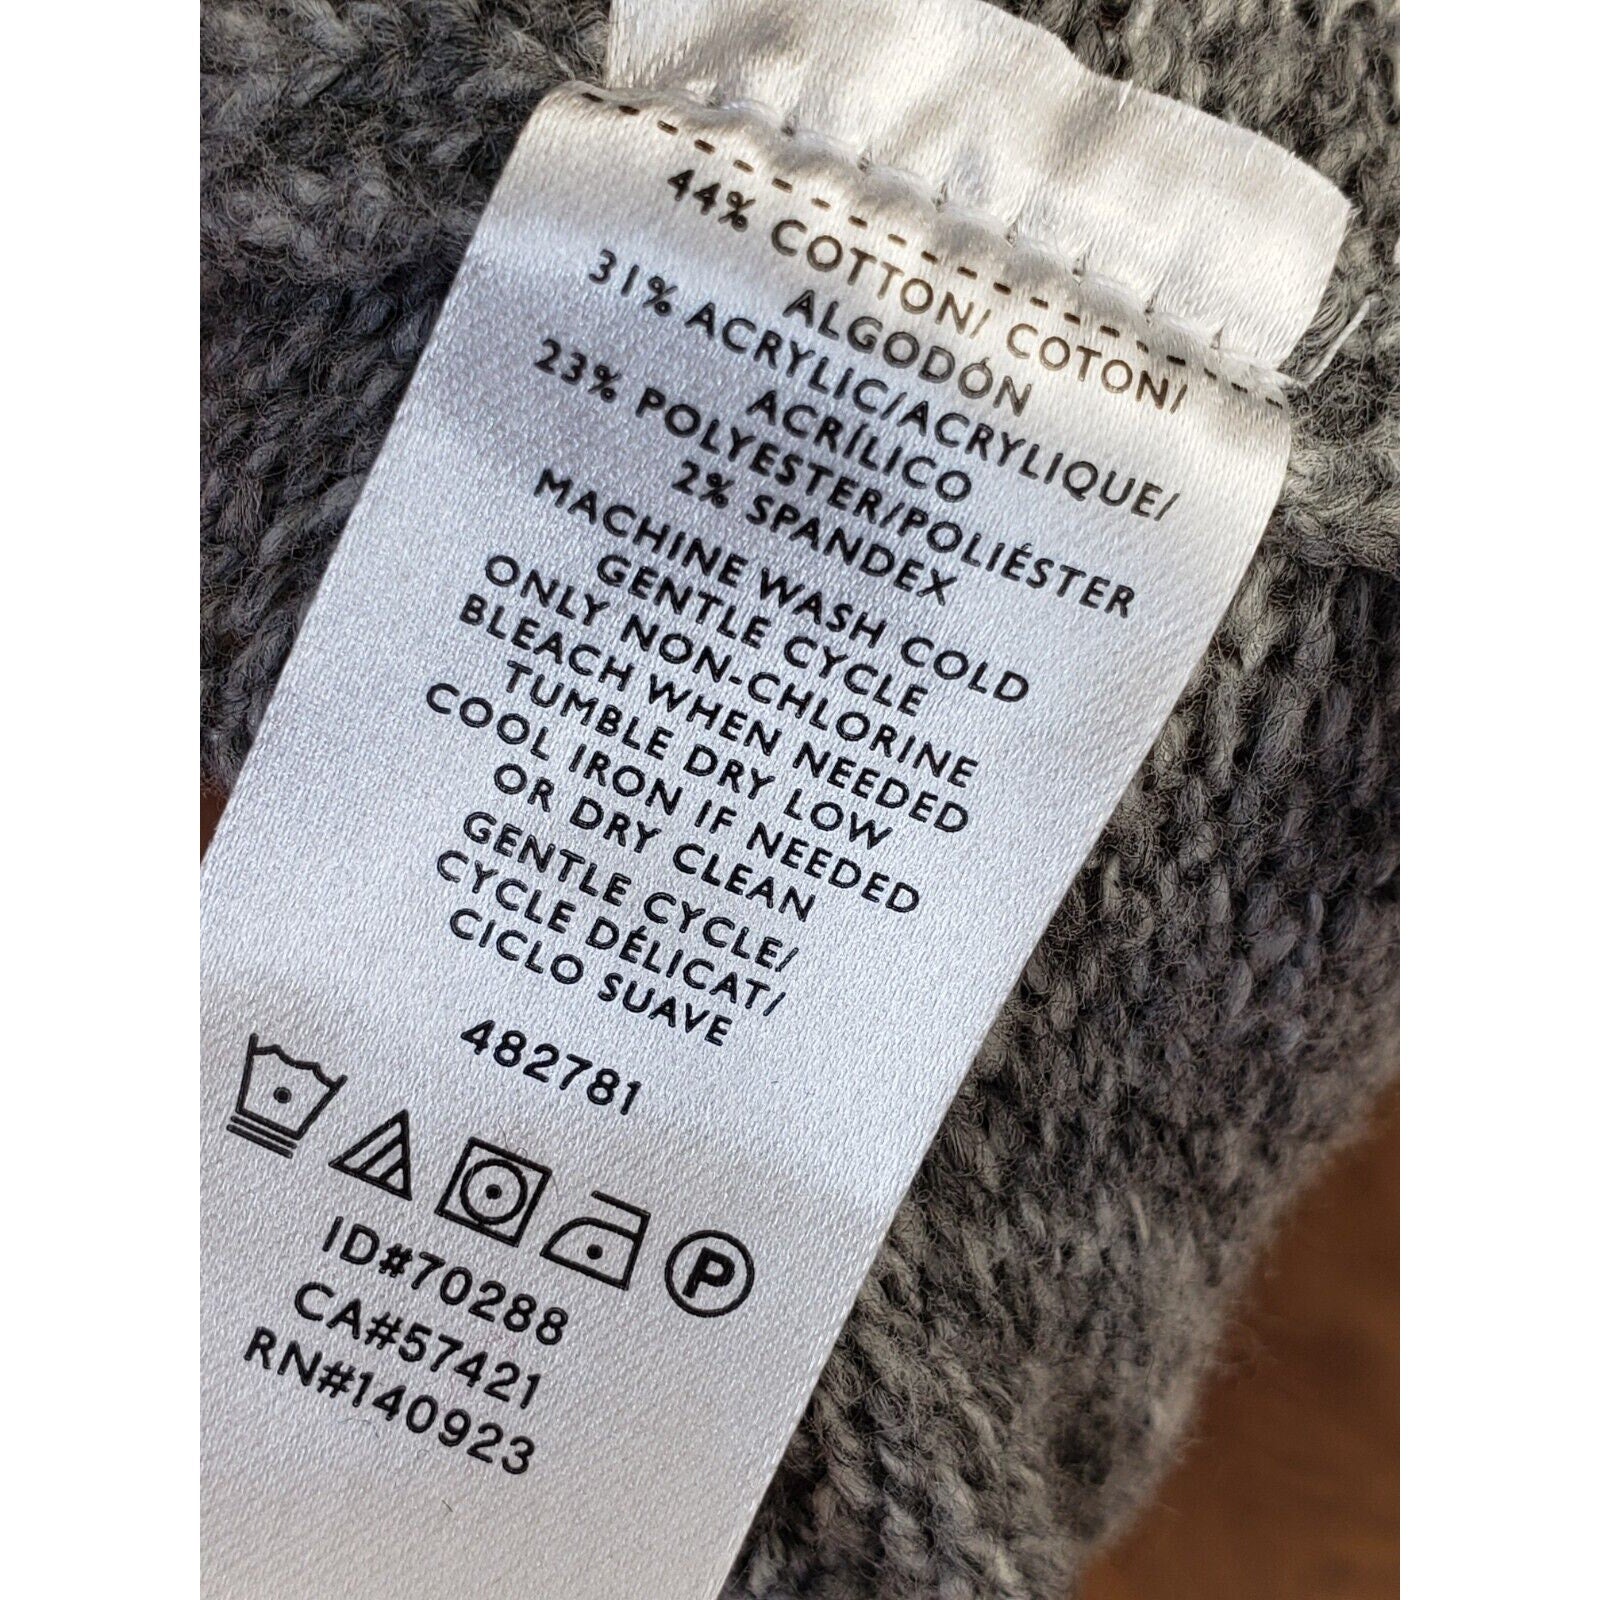 44% COTTON/ COTON/
ALGODÓN
31% ACRYLIC/ACRYLIQUE/
ACRÍLICO
23% POLYESTER/POLIÉSTER
2% SPANDEX
MACHINE WASH COLD
GENTLE CYCLE
ONLY NON-CHLORINE
BLEACH WHEN NEEDED
TUMBLE DRY LOW
COOL IRON IF NEEDED
OR DRY CLEAN
GENTLE CYCLE/
CYCLE DÉLICAT/
CICLO SUAVE
482781
P
ID#70288
CA#57421
RN#140923